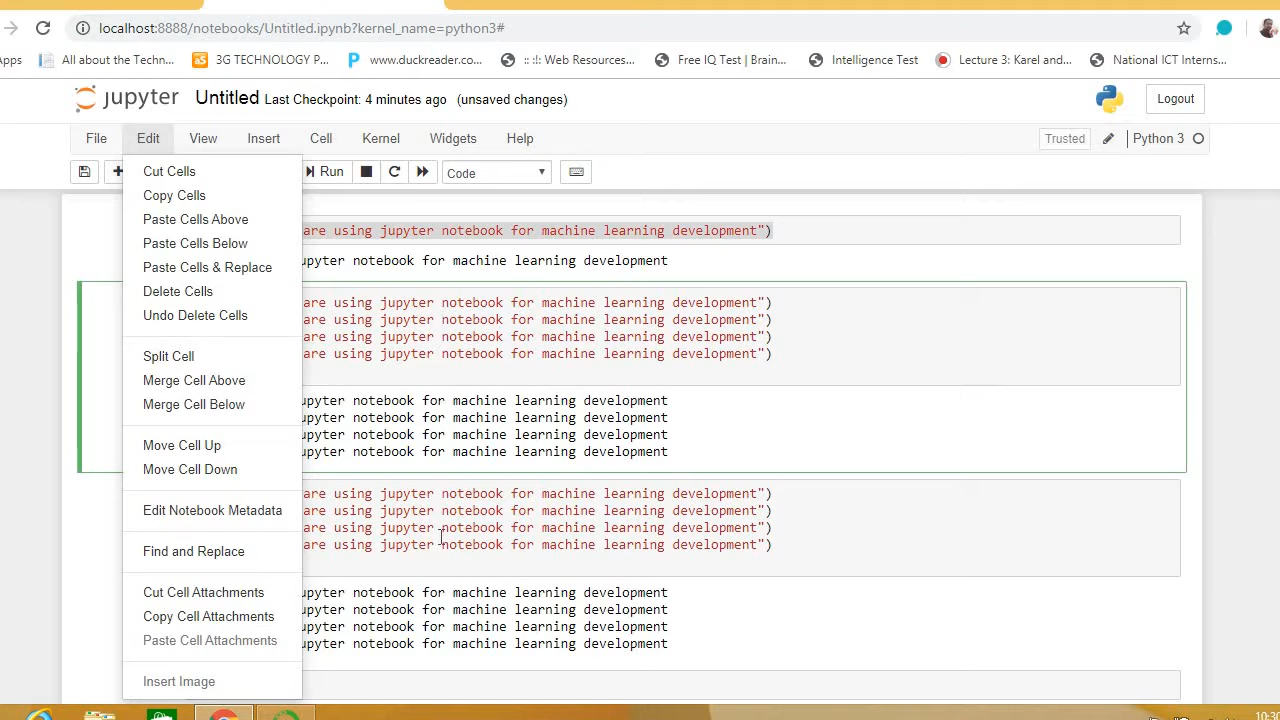 localhost:8888/notebooks/Untitled.ipynb?kernel_name=python3#
Apps All about the Techn... 3G TECHNOLOGY P... www.duckreader.co... :: :!: Web Resources... Free IQ Test | Brain... Intelligence Test Lecture 3: Karel and... National ICT Interns...
jupyter Untitled Last Checkpoint: 4 minutes ago (unsaved changes) Logout
File Edit View Insert Cell Kernel Widgets Help Trusted Python 3
Run Code
Cut Cells
Copy Cells
Paste Cells Above
Paste Cells Below
Paste Cells & Replace
Delete Cells
Undo Delete Cells
Split Cell
Merge Cell Above
Merge Cell Below
Move Cell Up
Move Cell Down
Edit Notebook Metadata
Find and Replace
Cut Cell Attachments
Copy Cell Attachments
Paste Cell Attachments
Insert Image
are using jupyter notebook for machine learning development")
upyter notebook for machine learning development
are using jupyter notebook for machine learning development")
are using jupyter notebook for machine learning development")
are using jupyter notebook for machine learning development")
are using jupyter notebook for machine learning development")
upyter notebook for machine learning development
upyter notebook for machine learning development
upyter notebook for machine learning development
upyter notebook for machine learning development
are using jupyter notebook for machine learning development")
are using jupyter notebook for machine learning development")
are using jupyter notebook for machine learning development")
are using jupyter notebook for machine learning development")
upyter notebook for machine learning development
upyter notebook for machine learning development
upyter notebook for machine learning development
upyter notebook for machine learning development